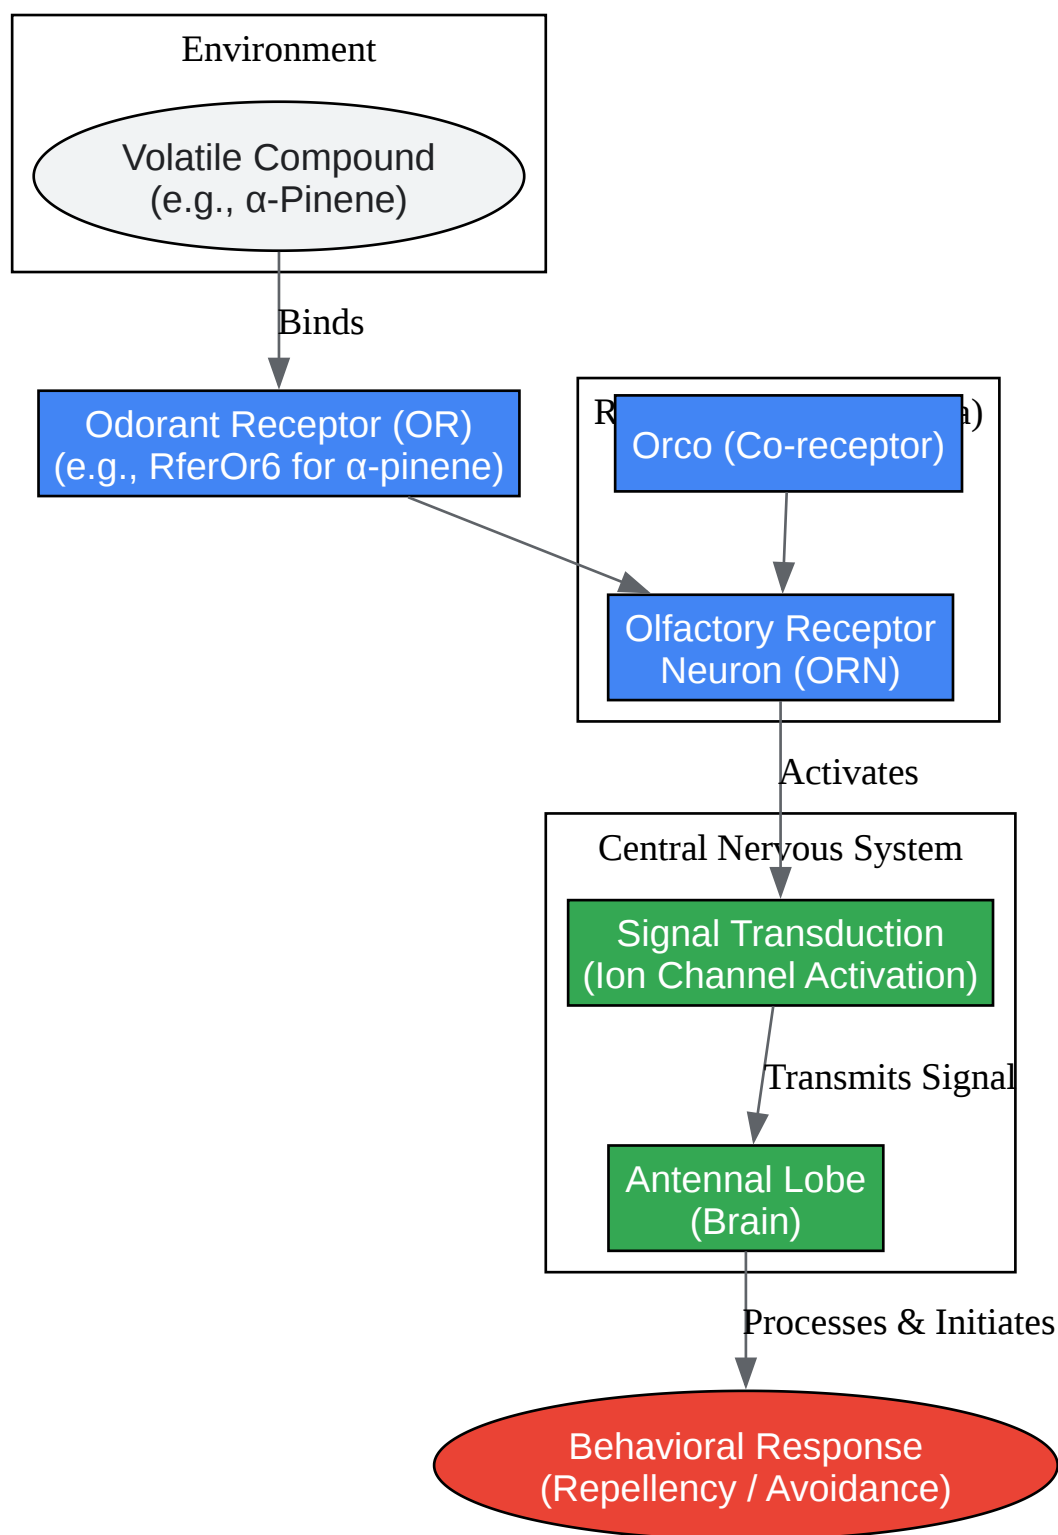 Environment
Volatile Compound
(e.g., α-Pinene)
Binds
Odorant Receptor (OR)
(e.g., RferOr6 for α-pinene)
Orco (Co-receptor)
Olfactory Receptor
Neuron (ORN)
Activates
Central Nervous System
Signal Transduction
(Ion Channel Activation)
Transmits Signal
Antennal Lobe
(Brain)
Processes & Initiates
Behavioral Response
(Repellency / Avoidance)